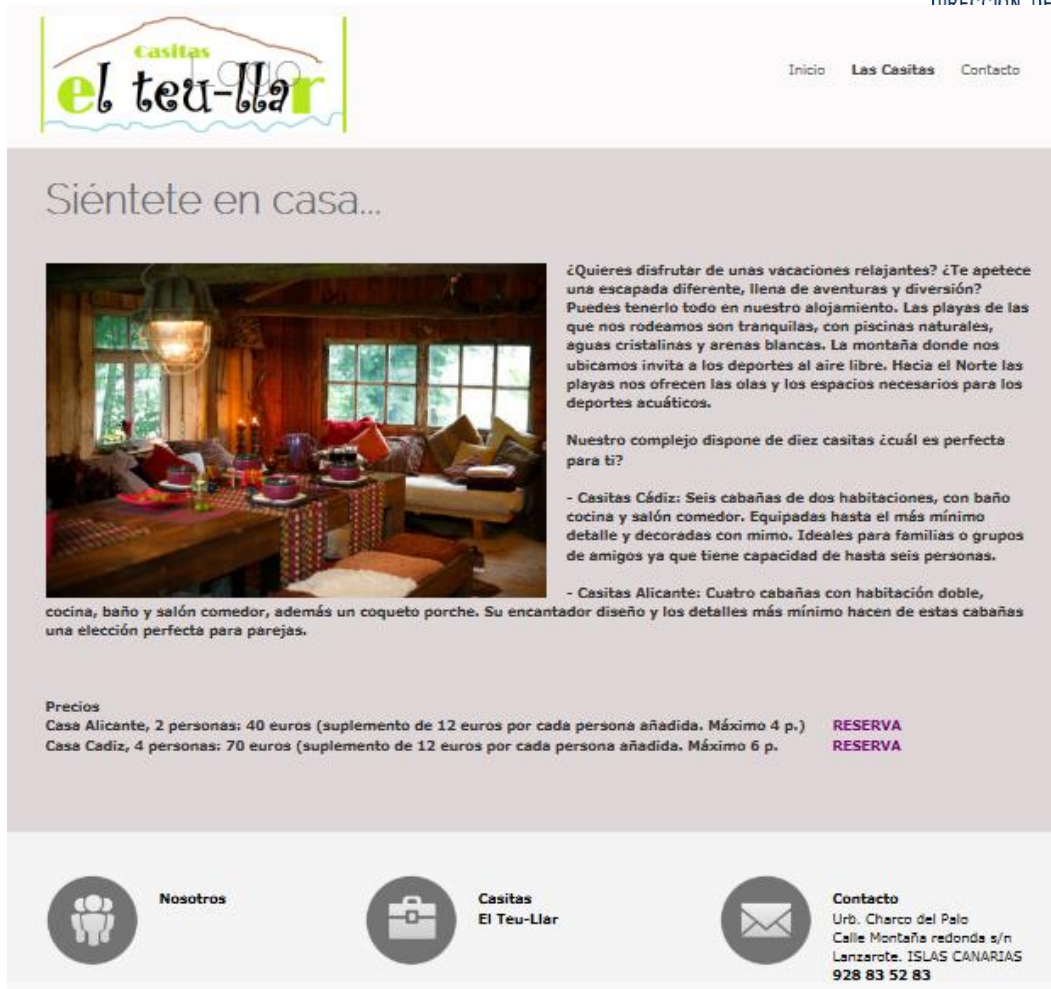 DIRECCIÓN DE
Casitas
el teu-llar
Logo
Inicio Las Casitas Contacto
Siéntete en casa...
¿Quieres disfrutar de unas vacaciones relajantes? ¿Te apetece
una escapada diferente, llena de aventuras y diversión?
Puedes tenerlo todo en nuestro alojamiento. Las playas de las
que nos rodeamos son tranquilas, con piscinas naturales,
aguas cristalinas y arenas blancas. La montaña donde nos
ubicamos invita a los deportes al aire libre. Hacia el Norte las
playas nos ofrecen las olas y los espacios necesarios para los
deportes acuáticos.
Nuestro complejo dispone de diez casitas ¿cuál es perfecta
para ti?
- Casitas Cádiz: Seis cabañas de dos habitaciones, con baño
cocina y salón comedor. Equipadas hasta el más mínimo
detalle y decoradas con mimo. Ideales para familias o grupos
de amigos ya que tiene capacidad de hasta seis personas.
- Casitas Alicante: Cuatro cabañas con habitación doble,
cocina, baño y salón comedor, además un coqueto porche. Su encantador diseño y los detalles más mínimo hacen de estas cabañas
una elección perfecta para parejas.
Precios
Casa Alicante, 2 personas: 40 euros (suplemento de 12 euros por cada persona añadida. Máximo 4 p.) RESERVA
Casa Cadiz, 4 personas: 70 euros (suplemento de 12 euros por cada persona añadida. Máximo 6 p. RESERVA
Nosotros
Casitas
El Teu-Llar
Contacto
Urb. Charco del Palo
Calle Montaña redonda s/n
Lanzarote. ISLAS CANARIAS
928 83 52 83